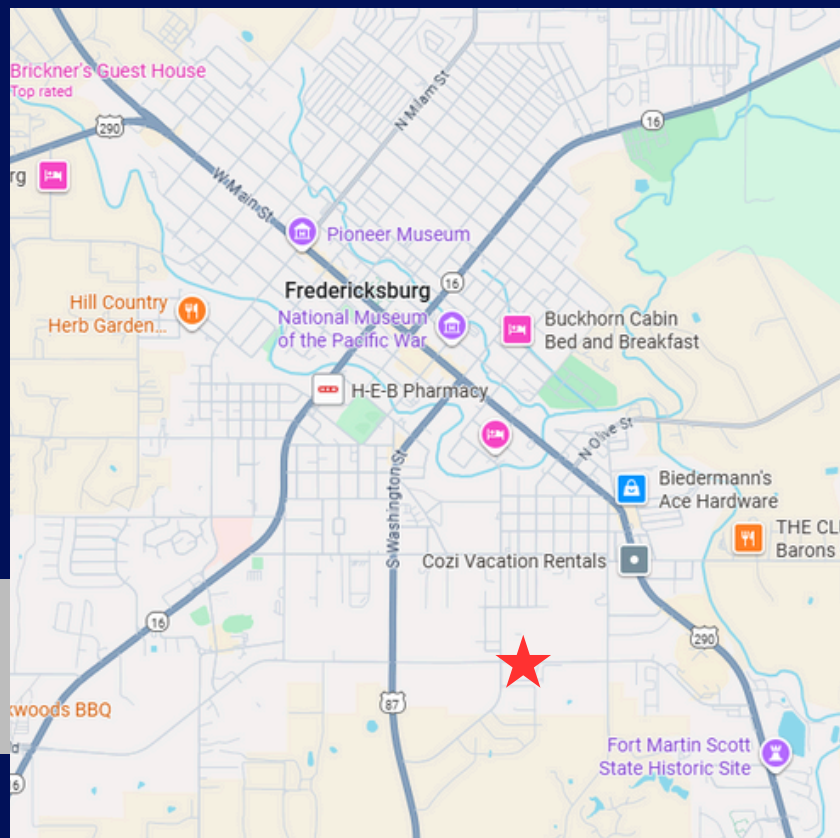 Brickner's Guest House
Top rated
N Milam St
16
290
rg
W Main St
Pioneer Museum
Fredericksburg
16
Hill Country
Herb Garden...
National Museum
of the Pacific War
Buckhorn Cabin
Bed and Breakfast
H-E-B Pharmacy
N Olive St
S Washington St
Biedermann's
Ace Hardware
THE CLU
Barons
Cozi Vacation Rentals
16
290
87
kwoods BBQ
Fort Martin Scott
State Historic Site
16